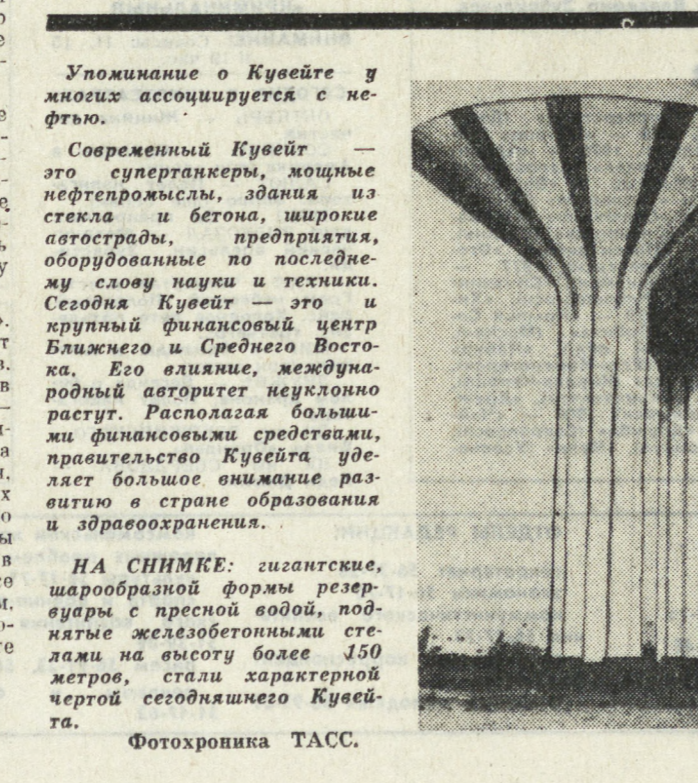 Упоминание о Кувейте у
многих ассоциируется с не-
фтью.
Современный Кувейт —
это супертанкеры, мощные
нефтепромыслы, здания из
стекла и бетона, широкие
автострады, предприятия,
оборудованные по последне-
му слову науки и техники.
Сегодня Кувейт — это и
крупный финансовый центр
Ближнего и Среднего Восто-
ка. Его влияние, междуна-
родный авторитет неуклонно
растут. Располагая больши-
ми финансовыми средствами,
правительство Кувейта уде-
ляет большое внимание раз-
витию в стране образования
и здравоохранения.
НА СНИМКЕ: гигантские,
шарообразной формы резер-
вуары с пресной водой, под-
нятые железобетонными сте-
лами на высоту более 150
метров, стали характерной
чертой сегодняшнего Кувей-
та.
Фотохроника ТАСС.